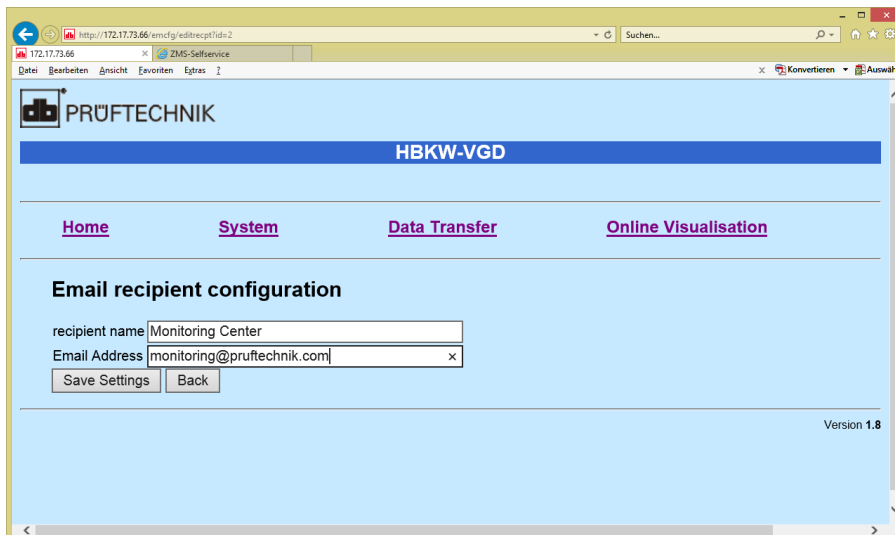 http://172.17.73.66/emcfg/editrecpt?id=2
Suchen...
172.17.73.66
ZMS-Selfservice
Datei Bearbeiten Ansicht Favoriten Extras ?
x Konvertieren
db PRÜFTECHNIK
HBKW-VGD
Home System Data Transfer Online Visualisation
Email recipient configuration
recipient name Monitoring Center
Email Address monitoring@pruftechnik.com
Save Settings Back
Version 1.8